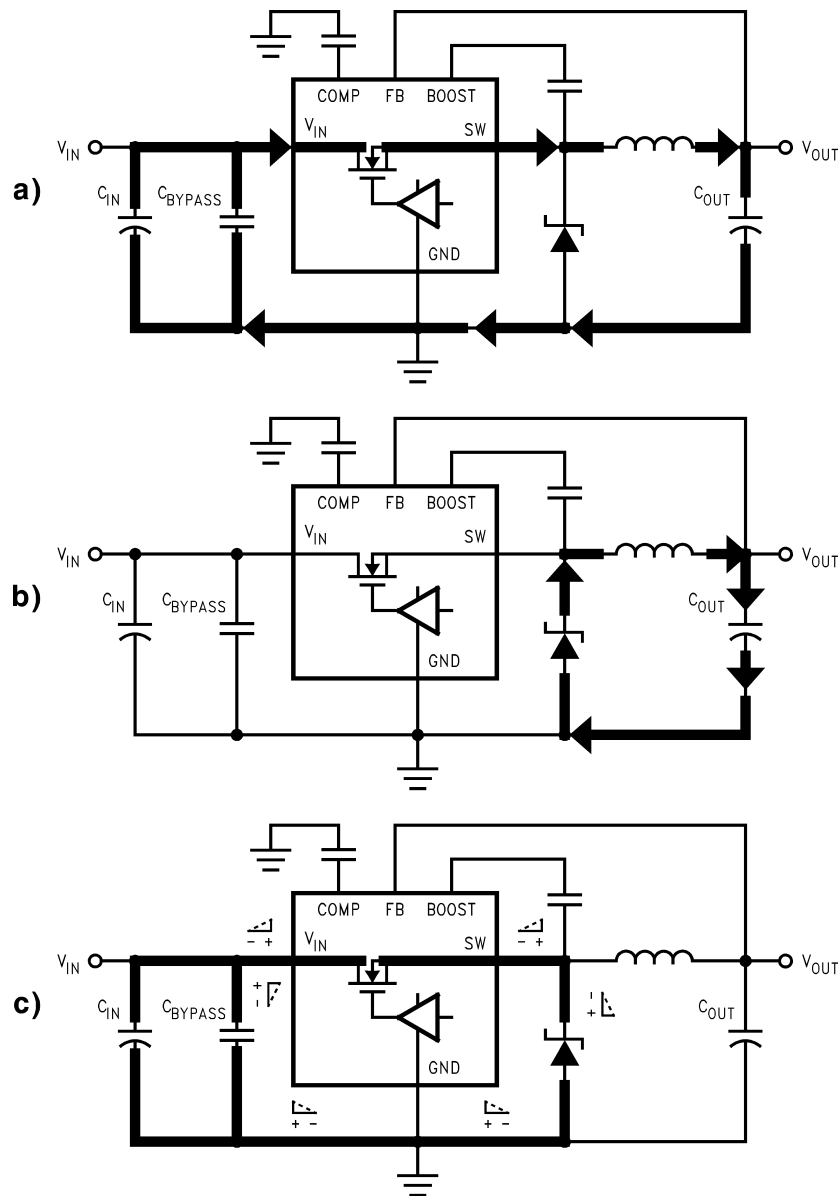 COMP FB BOOST
V_IN V_IN SW V_OUT
a) C_IN C_BYPASS C_OUT
GND
COMP FB BOOST
V_IN V_IN SW V_OUT
b) C_IN C_BYPASS C_OUT
GND
COMP FB BOOST
- + - +
V_IN V_IN SW V_OUT
+ - - +
c) C_IN C_BYPASS C_OUT
GND
+ - + -